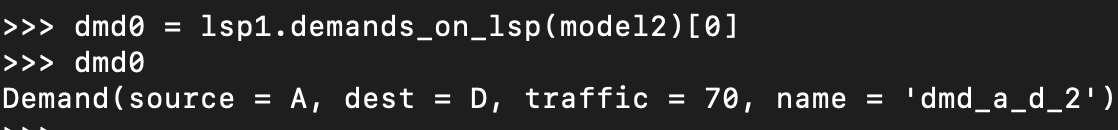 >>> dmd0 = lsp1.demands_on_lsp(model2)[0]
>>> dmd0
Demand(source = A, dest = D, traffic = 70, name = 'dmd_a_d_2')
>>>